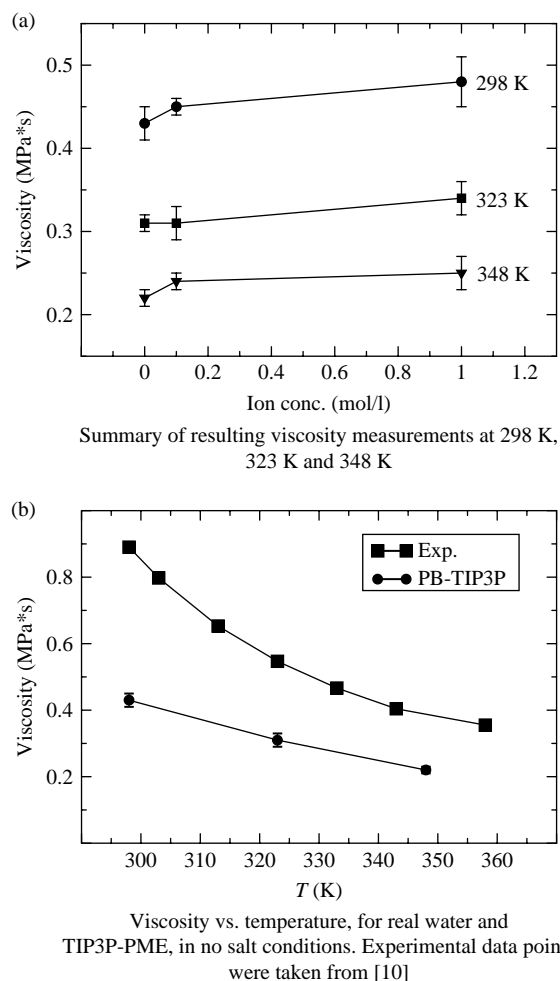 (a)
0.5
0.4
0.3
0.2
Viscosity (MPa*s)
298 K
323 K
348 K
0 0.2 0.4 0.6 0.8 1 1.2
Ion conc. (mol/l)
Summary of resulting viscosity measurements at 298 K,
323 K and 348 K
(b)
0.8
0.6
0.4
0.2
Viscosity (MPa*s)
Exp.
PB-TIP3P
300 310 320 330 340 350 360
T (K)
Viscosity vs. temperature, for real water and
TIP3P-PME, in no salt conditions. Experimental data poin
were taken from [10]